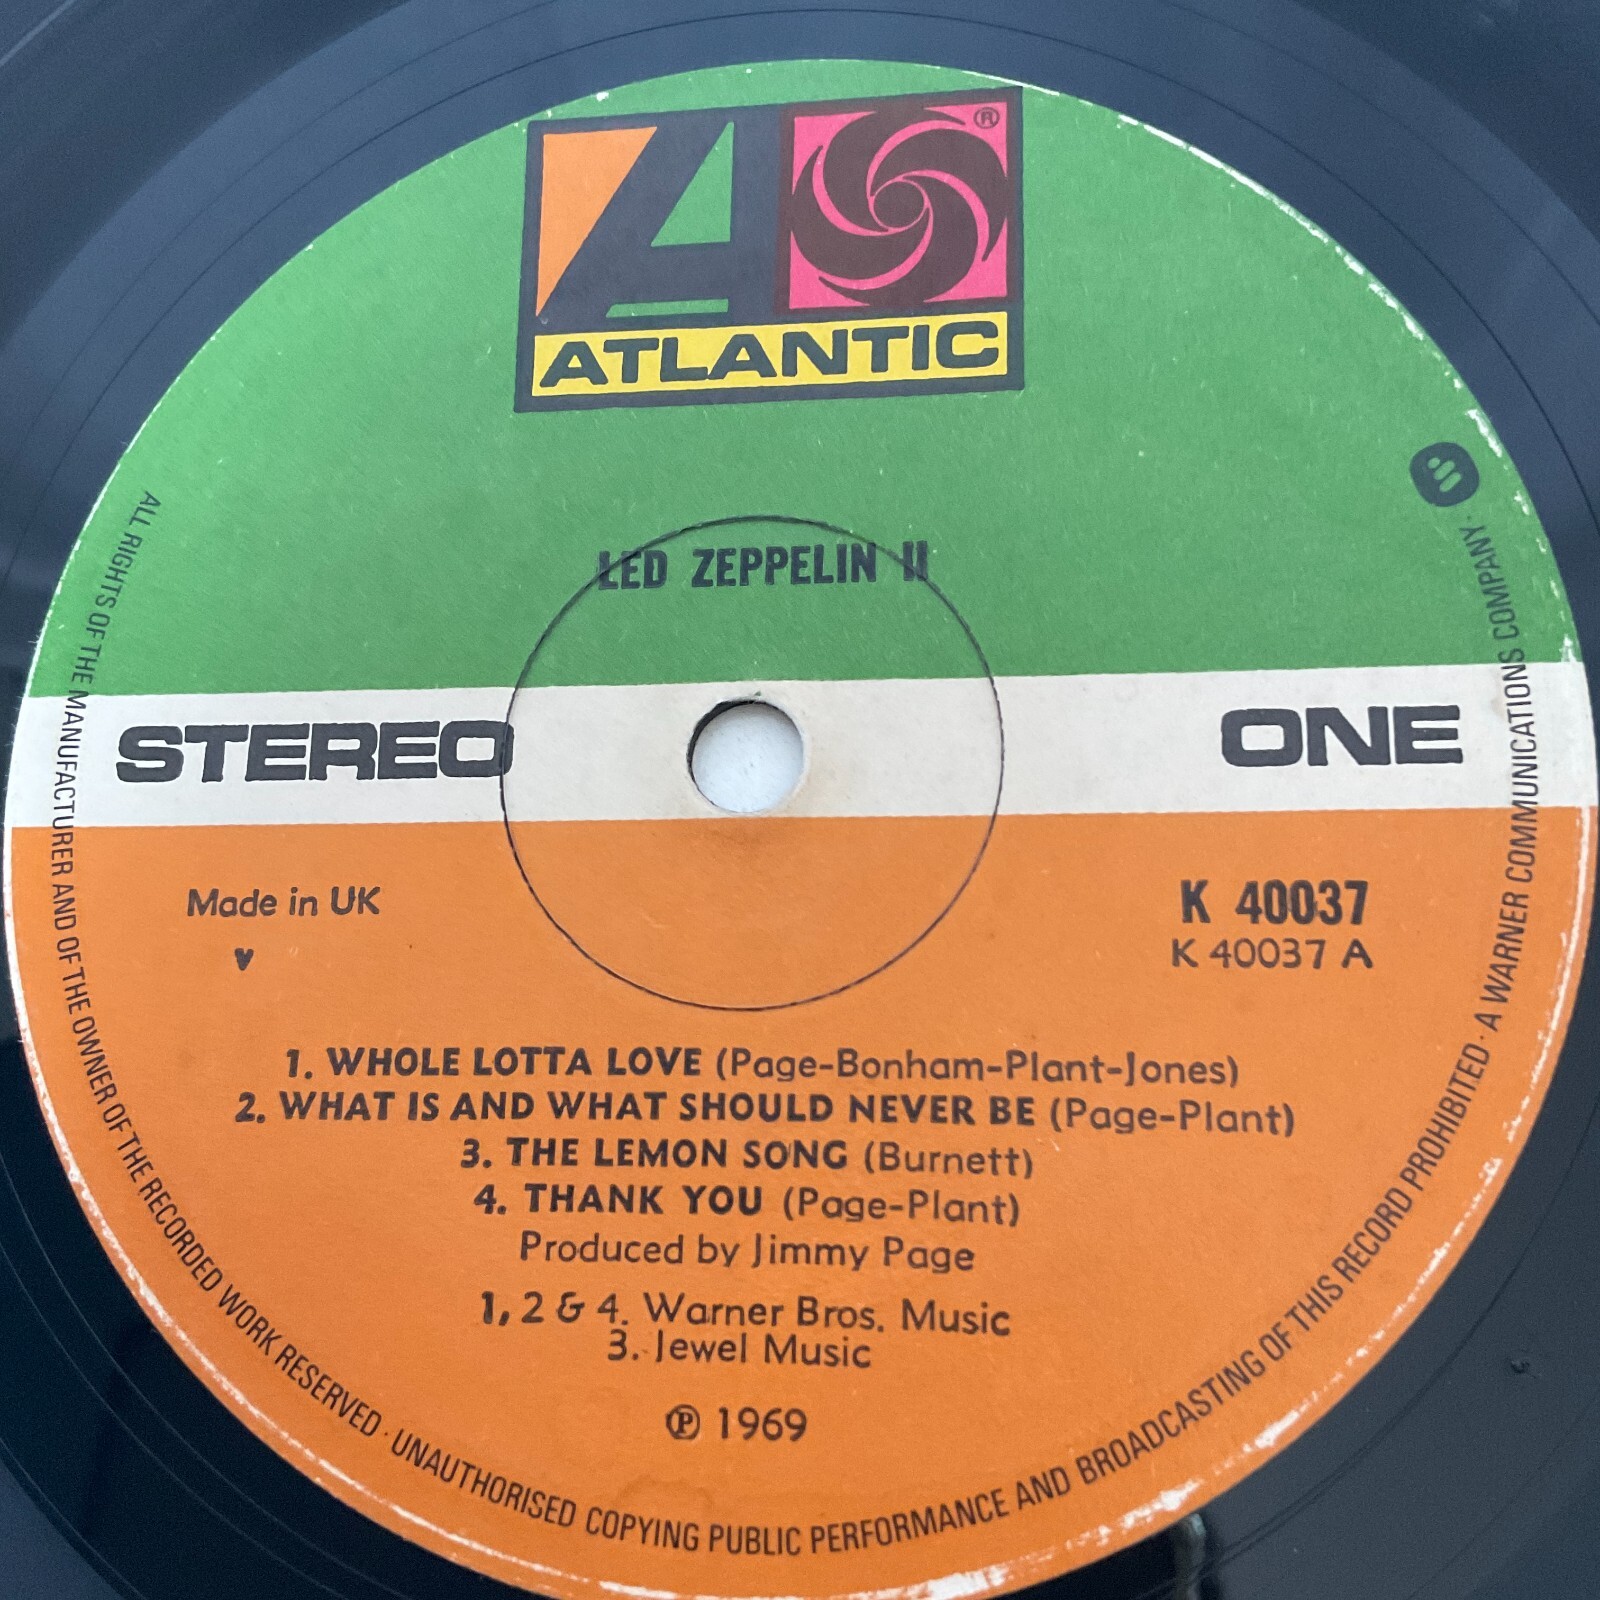 ®
ATLANTIC
LED ZEPPELIN II
STEREO
ONE
Made in UK
K 40037
K 40037 A
1. WHOLE LOTTA LOVE (Page-Bonham-Plant-Jones)
2. WHAT IS AND WHAT SHOULD NEVER BE (Page-Plant)
3. THE LEMON SONG (Burnett)
4. THANK YOU (Page-Plant)
Produced by Jimmy Page
1, 2 & 4. Warner Bros. Music
3. Jewel Music
℗ 1969
ALL RIGHTS OF THE MANUFACTURER AND OF THE OWNER OF THE RECORDED WORK RESERVED · UNAUTHORISED COPYING PUBLIC PERFORMANCE AND BROADCASTING OF THIS RECORD PROHIBITED · A WARNER COMMUNICATIONS COMPANY ·